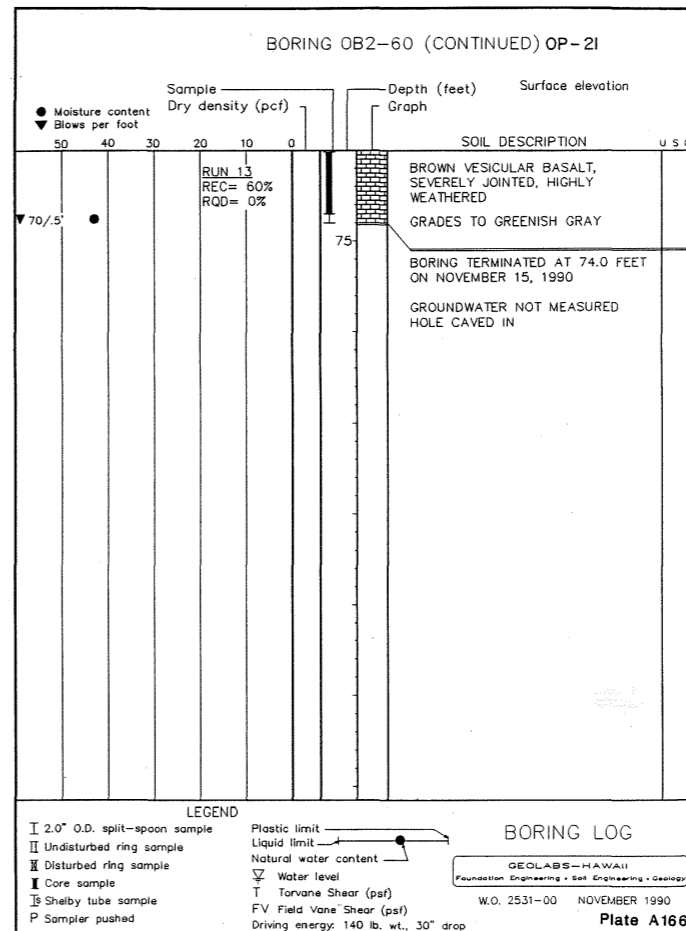 BORING OB2-60 (CONTINUED) OP-21
Sample
Depth (feet)
Surface elevation
Dry density (pcf)
Graph
● Moisture content
▼ Blows per foot
50 40 30 20 10 0
SOIL DESCRIPTION
U S
RUN 13
REC= 60%
RQD= 0%
BROWN VESICULAR BASALT,
SEVERELY JOINTED, HIGHLY
WEATHERED
▼ 70/.5'
GRADES TO GREENISH GRAY
75
BORING TERMINATED AT 74.0 FEET
ON NOVEMBER 15, 1990
GROUNDWATER NOT MEASURED
HOLE CAVED IN
LEGEND
2.0" O.D. split-spoon sample
Undisturbed ring sample
Disturbed ring sample
Core sample
Shelby tube sample
P Sampler pushed
Plastic limit
Liquid limit
Natural water content
Water level
T Torvane Shear (psf)
FV Field Vane Shear (psf)
Driving energy: 140 lb. wt., 30" drop
BORING LOG
GEOLABS-HAWAII
Foundation Engineering • Soil Engineering • Geology
W.O. 2531-00 NOVEMBER 1990
Plate A166